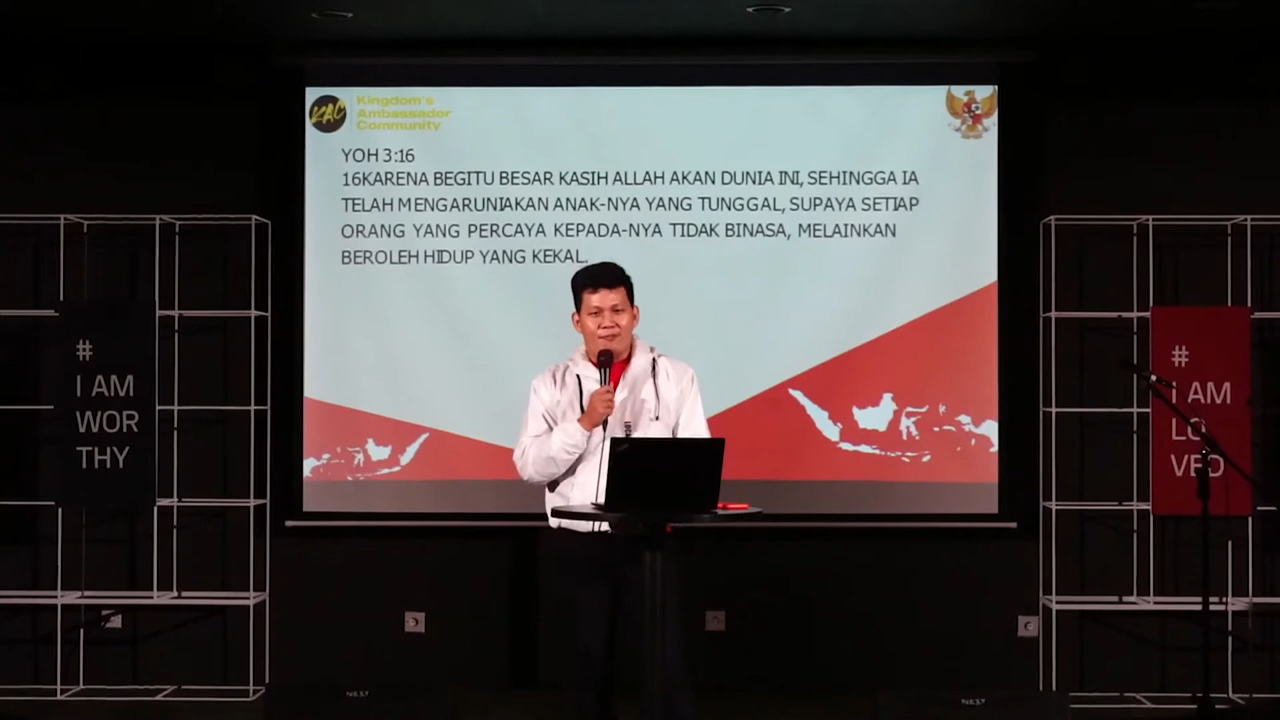 KAC
Kingdom's
Ambassador
Community
YOH 3:16
16KARENA BEGITU BESAR KASIH ALLAH AKAN DUNIA INI, SEHINGGA IA
TELAH MENGARUNIAKAN ANAK-NYA YANG TUNGGAL, SUPAYA SETIAP
ORANG YANG PERCAYA KEPADA-NYA TIDAK BINASA, MELAINKAN
BEROLEH HIDUP YANG KEKAL.
#
I AM
WOR
THY
#
I AM
LO
VED